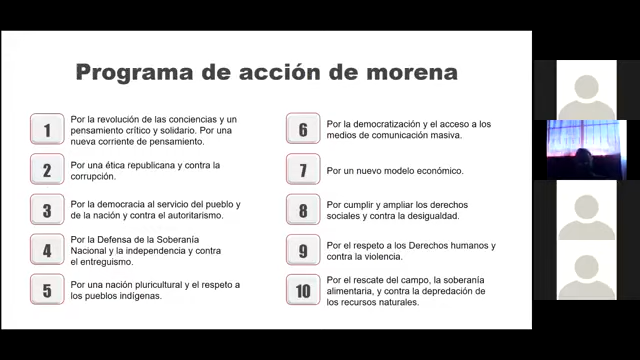 Programa de acción de morena
1
Por la revolución de las conciencias y un
pensamiento crítico y solidario. Por una
nueva corriente de pensamiento.
2
Por una ética republicana y contra la
corrupción.
3
Por la democracia al servicio del pueblo y
de la nación y contra el autoritarismo.
4
Por la Defensa de la Soberanía
Nacional y la independencia y contra
el entreguismo.
5
Por una nación pluricultural y el respeto a
los pueblos indígenas.
6
Por la democratización y el acceso a los
medios de comunicación masiva.
7
Por un nuevo modelo económico.
8
Por cumplir y ampliar los derechos
sociales y contra la desigualdad.
9
Por el respeto a los Derechos humanos y
contra la violencia.
10
Por el rescate del campo, la soberanía
alimentaria, y contra la depredación de
los recursos naturales.